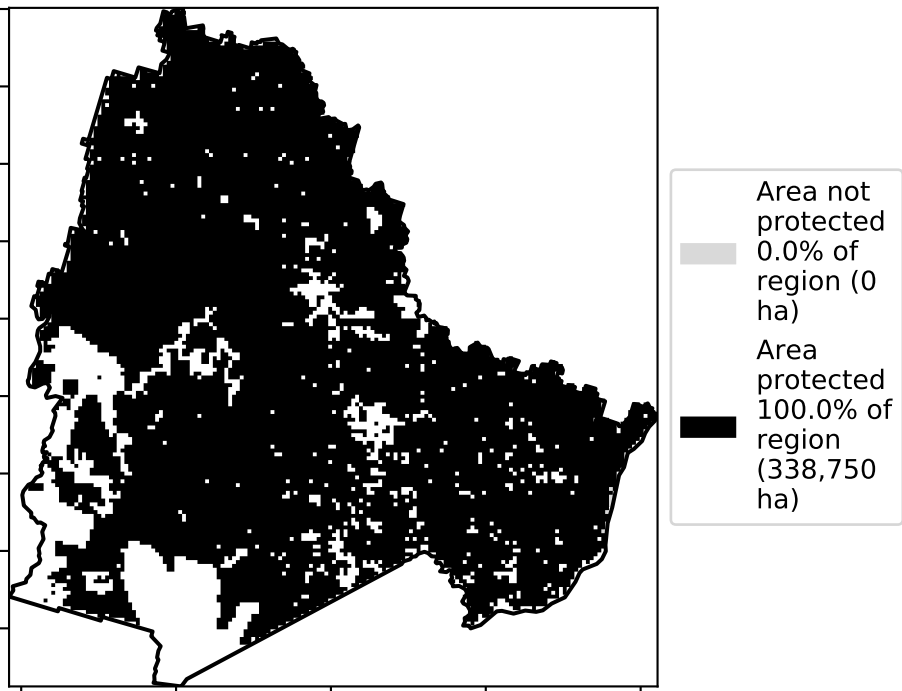 Area not
protected
0.0% of
region (0
ha)
Area
protected
100.0% of
region
(338,750
ha)